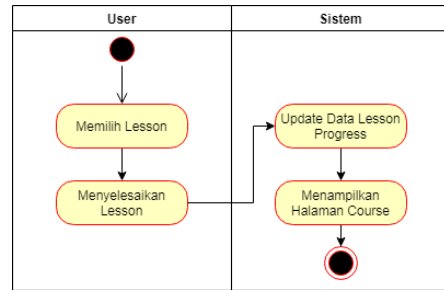 User
Sistem
Memilih Lesson
Menyelesaikan
Lesson
Update Data Lesson
Progress
Menampilkan
Halaman Course